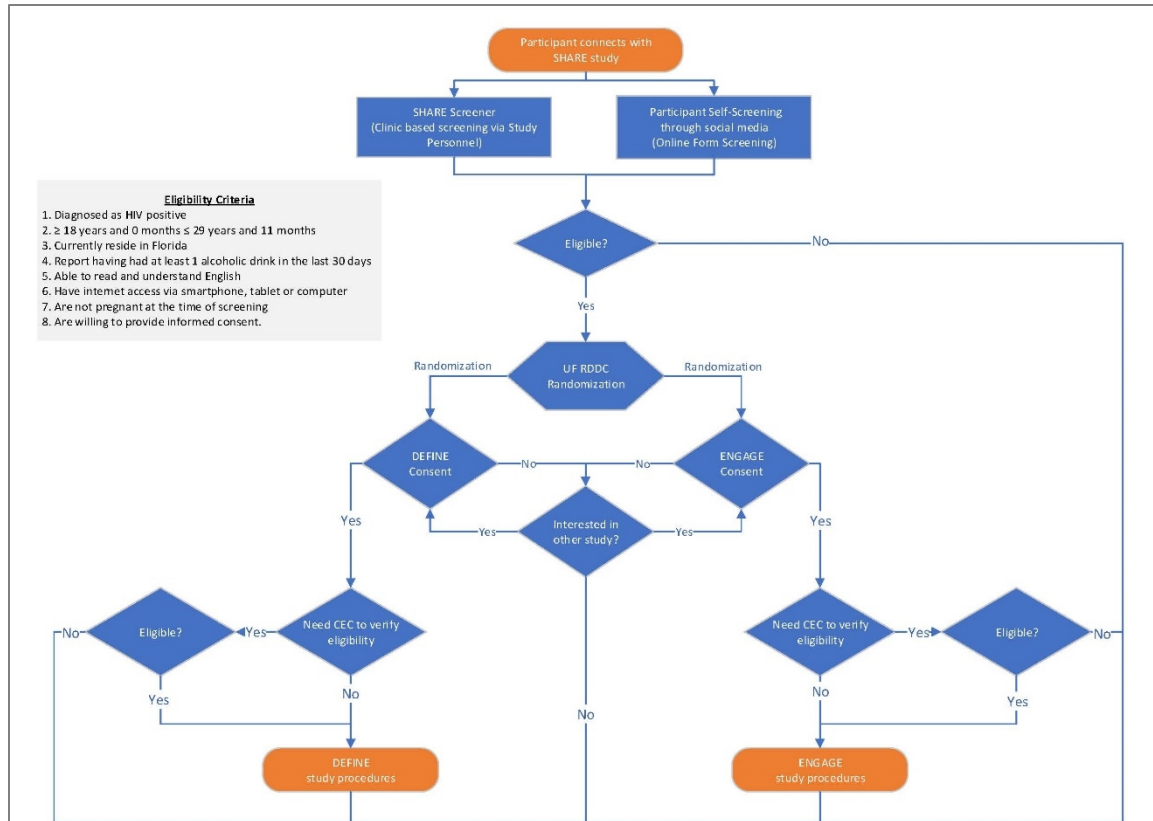 Participant connects with
SHARE study
SHARE Screener
(Clinic based screening via Study
Personnel)
Participant Self-Screening
through social media
(Online Form Screening)
Eligibility Criteria
1. Diagnosed as HIV positive
2. ≥ 18 years and 0 months ≤ 29 years and 11 months
3. Currently reside in Florida
4. Report having had at least 1 alcoholic drink in the last 30 days
5. Able to read and understand English
6. Have internet access via smartphone, tablet or computer
7. Are not pregnant at the time of screening
8. Are willing to provide informed consent.
Eligible?
No
Yes
Randomization
UF RDDC
Randomization
Randomization
DEFINE
Consent
No
No
ENGAGE
Consent
Yes
Yes
Interested in
other study?
Yes
Yes
No
Eligible?
Yes
Need CEC to verify
eligibility
Need CEC to verify
eligibility
Yes
Eligible?
No
Yes
No
No
Yes
No
DEFINE
study procedures
ENGAGE
study procedures